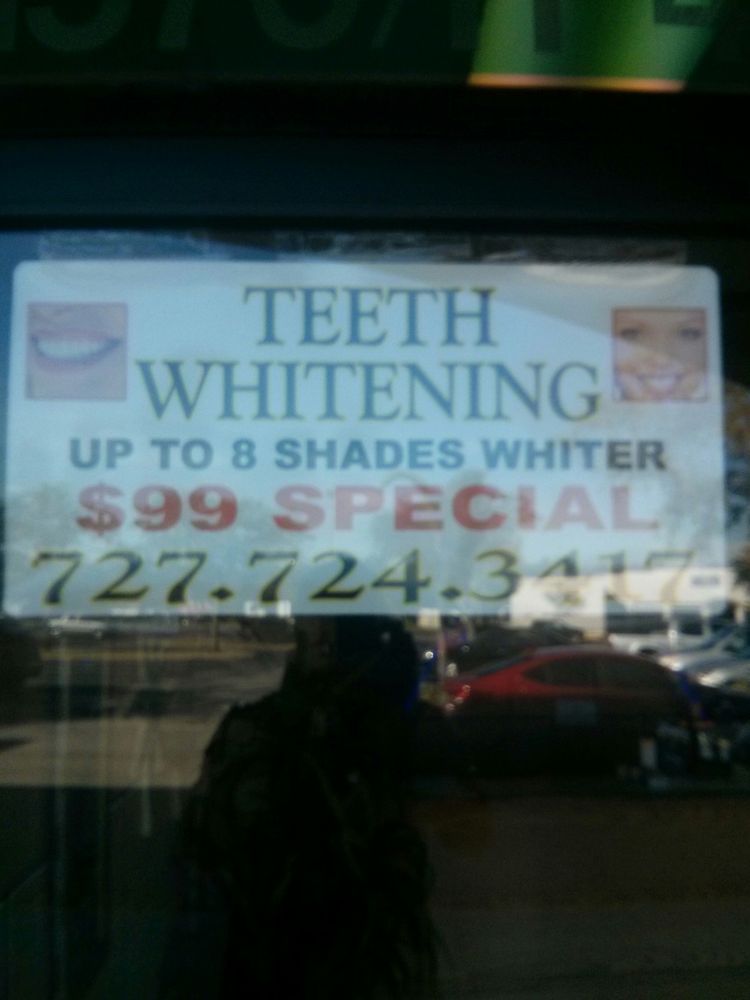 TEETH
WHITENING
UP TO 8 SHADES WHITER
$99 SPECIAL
727.724.3417